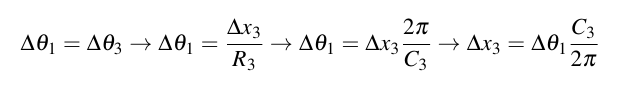 Δθ₁ = Δθ₃ → Δθ₁ = Δx₃/R₃ → Δθ₁ = Δx₃ 2π/C₃ → Δx₃ = Δθ₁ C₃/2π